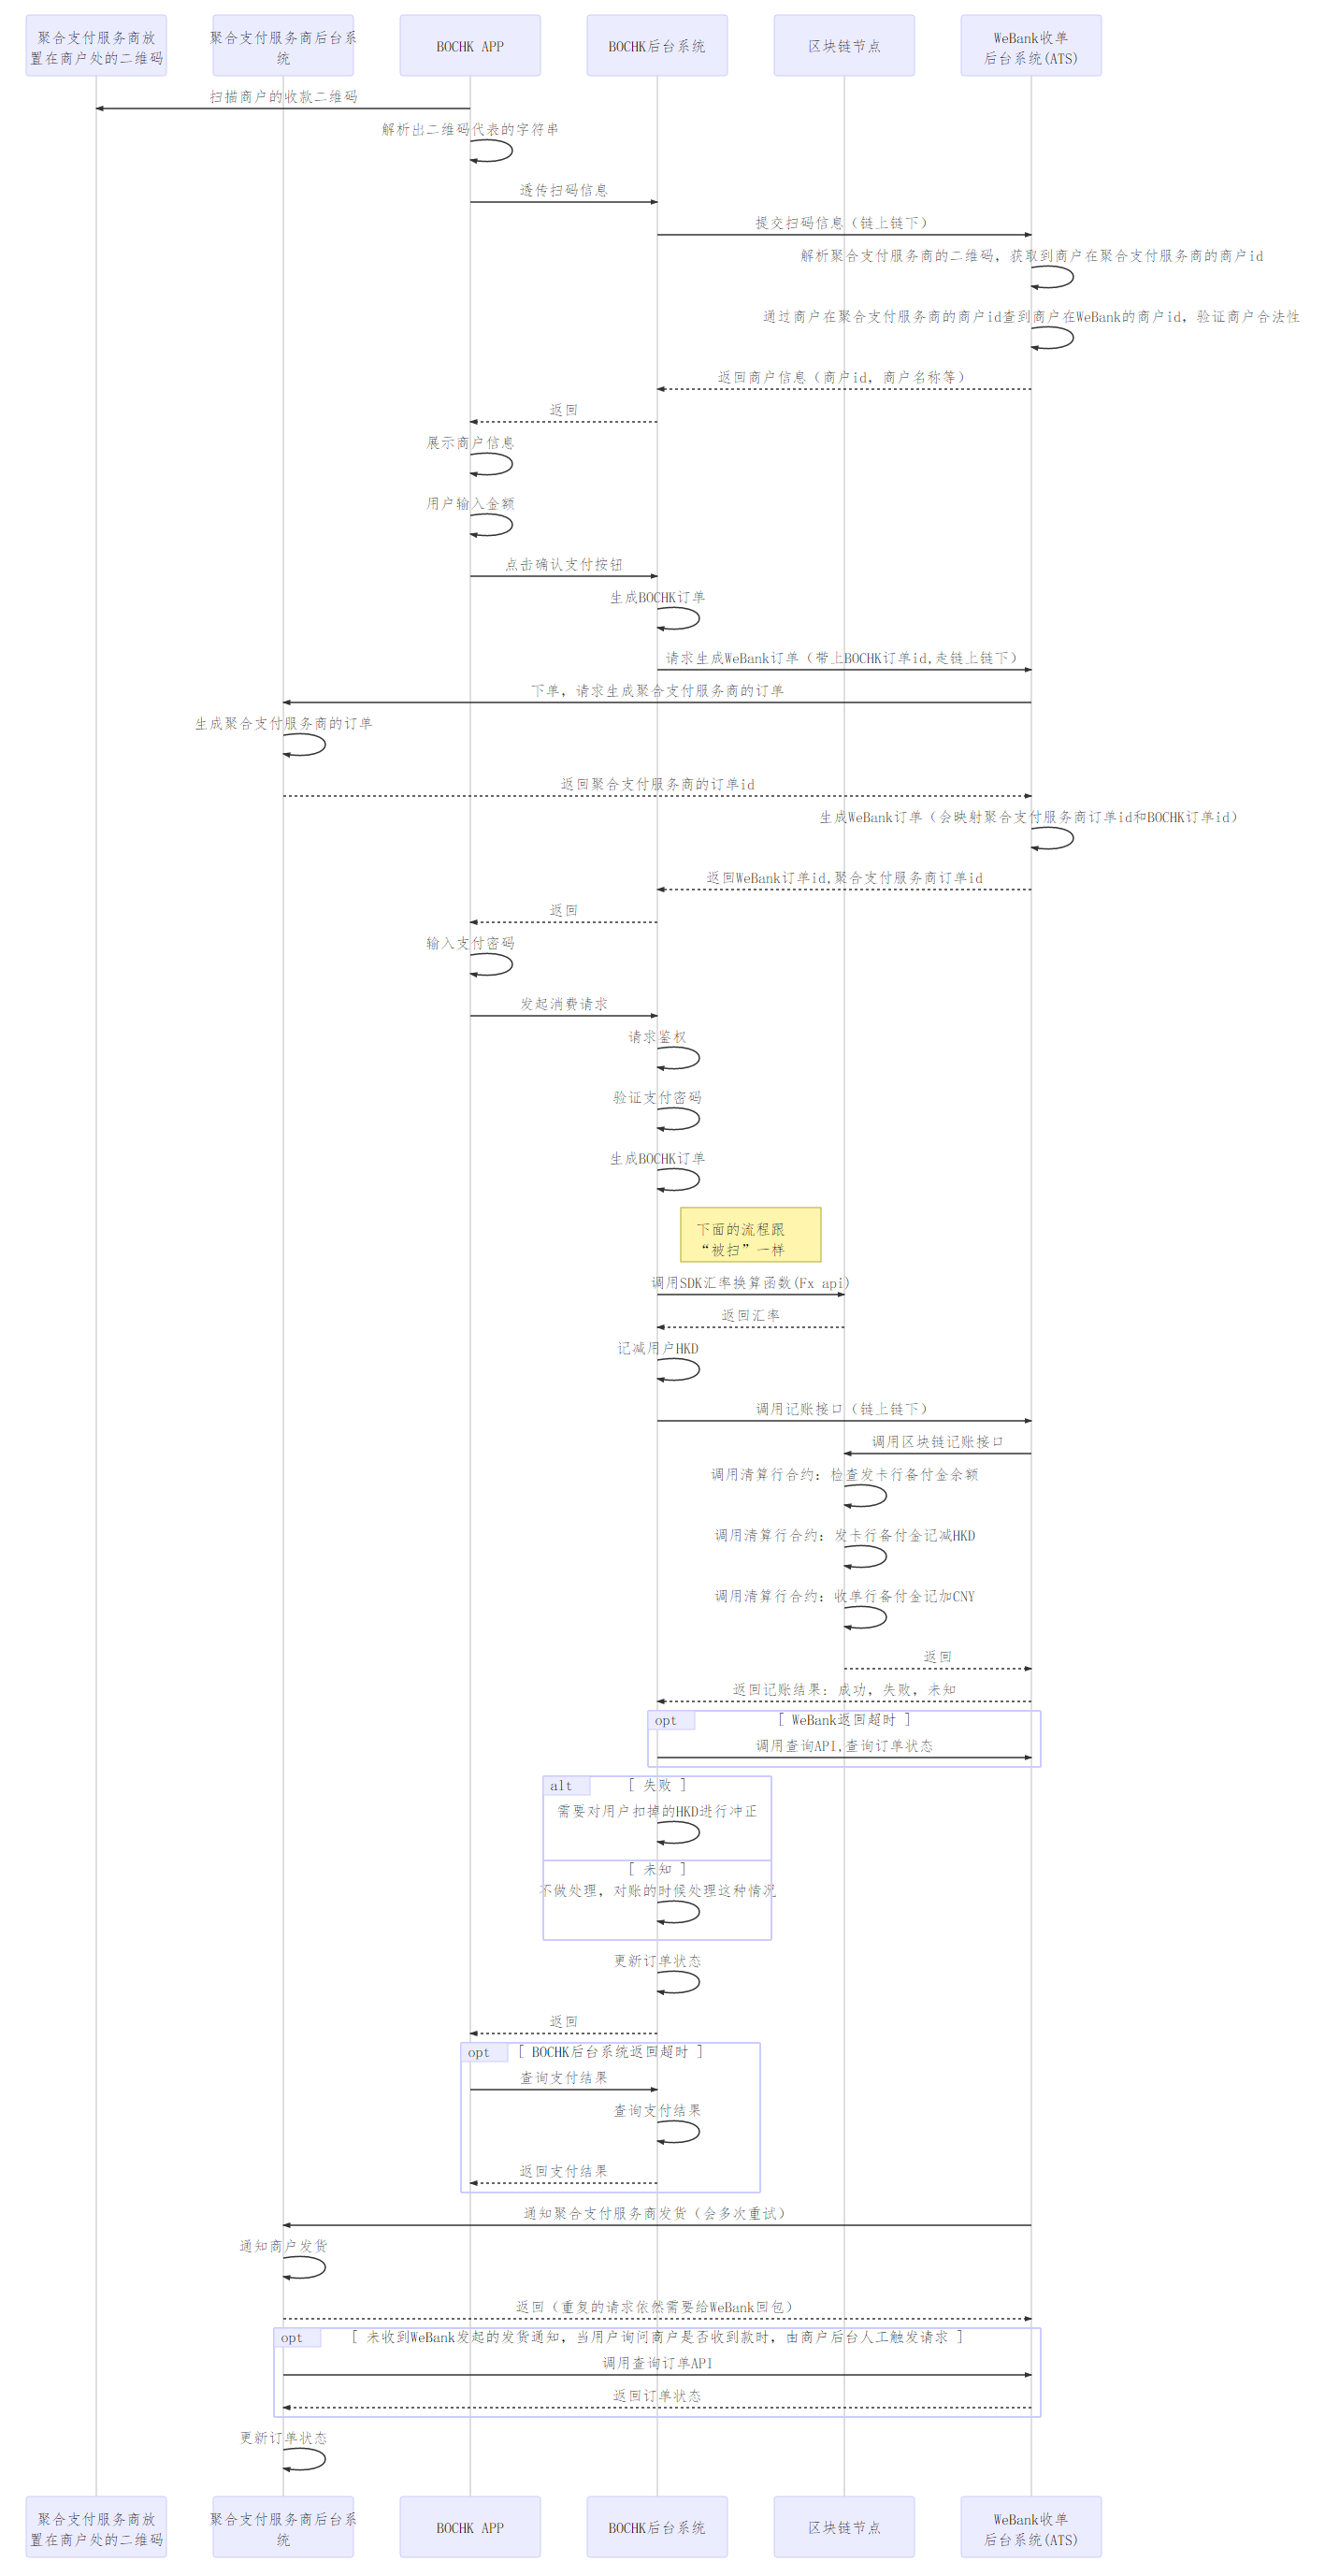 聚合支付服务商放
置在商户处的二维码
聚合支付服务商后台系
统
BOCHK APP
BOCHK后台系统
区块链节点
WeBank收单
后台系统(ATS)
扫描商户的收款二维码
解析出二维码代表的字符串
透传扫码信息
提交扫码信息（链上链下）
解析聚合支付服务商的二维码，获取到商户在聚合支付服务商的商户id
通过商户在聚合支付服务商的商户id查到商户在WeBank的商户id，验证商户合法性
返回商户信息（商户id，商户名称等）
返回
展示商户信息
用户输入金额
点击确认支付按钮
生成BOCHK订单
请求生成WeBank订单（带上BOCHK订单id,走链上链下）
下单，请求生成聚合支付服务商的订单
生成聚合支付服务商的订单
返回聚合支付服务商的订单id
生成WeBank订单（会映射聚合支付服务商订单id和BOCHK订单id）
返回WeBank订单id,聚合支付服务商订单id
返回
输入支付密码
发起消费请求
请求鉴权
验证支付密码
生成BOCHK订单
下面的流程跟
“被扫”一样
调用SDK汇率换算函数(Fx api)
返回汇率
记减用户HKD
调用记账接口（链上链下）
调用区块链记账接口
调用清算行合约：检查发卡行备付金余额
调用清算行合约：发卡行备付金记减HKD
调用清算行合约：收单行备付金记加CNY
返回
返回记账结果：成功，失败，未知
opt [ WeBank返回超时 ]
调用查询API,查询订单状态
alt [ 失败 ]
需要对用户扣掉的HKD进行冲正
[ 未知 ]
不做处理，对账的时候处理这种情况
更新订单状态
返回
opt [ BOCHK后台系统返回超时 ]
查询支付结果
查询支付结果
返回支付结果
通知聚合支付服务商发货（会多次重试）
通知商户发货
返回（重复的请求依然需要给WeBank回包）
opt [ 未收到WeBank发起的发货通知，当用户询问商户是否收到款时，由商户后台人工触发请求 ]
调用查询订单API
返回订单状态
更新订单状态
聚合支付服务商放
置在商户处的二维码
聚合支付服务商后台系
统
BOCHK APP
BOCHK后台系统
区块链节点
WeBank收单
后台系统(ATS)